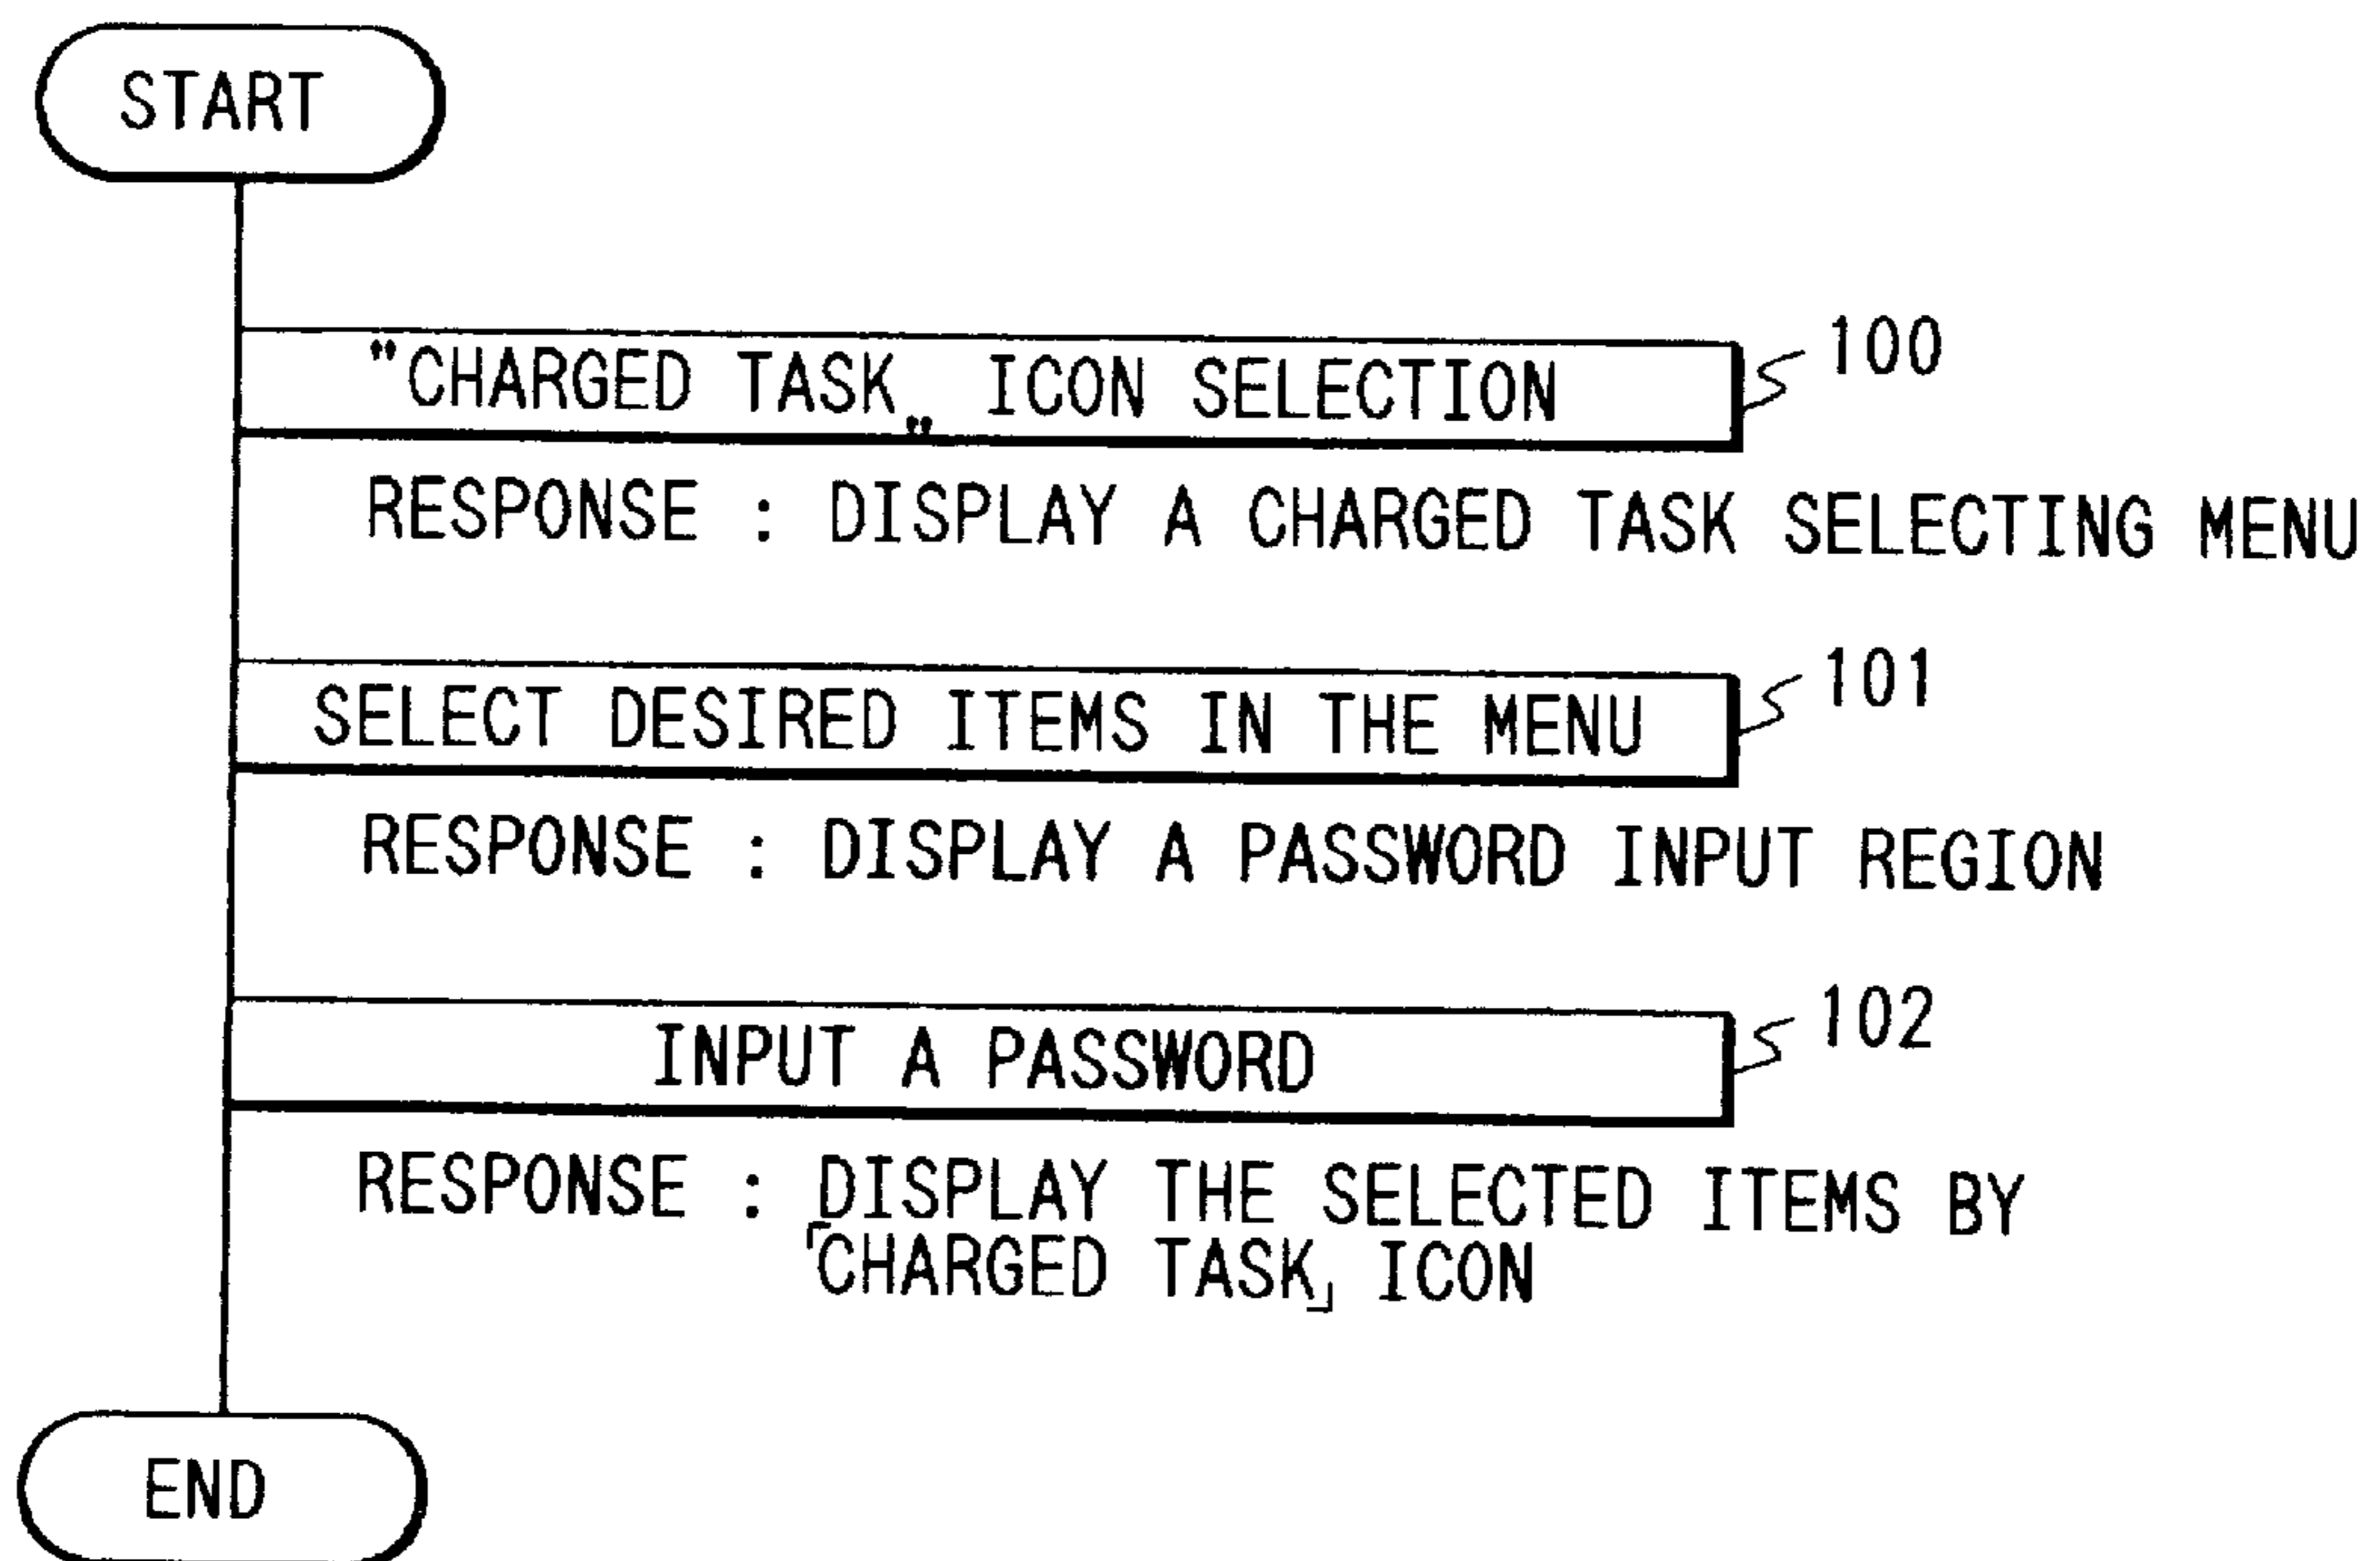 START
"CHARGED TASK„ ICON SELECTION
100
RESPONSE : DISPLAY A CHARGED TASK SELECTING MENU
SELECT DESIRED ITEMS IN THE MENU
101
RESPONSE : DISPLAY A PASSWORD INPUT REGION
INPUT A PASSWORD
102
RESPONSE : DISPLAY THE SELECTED ITEMS BY
「CHARGED TASK」 ICON
END